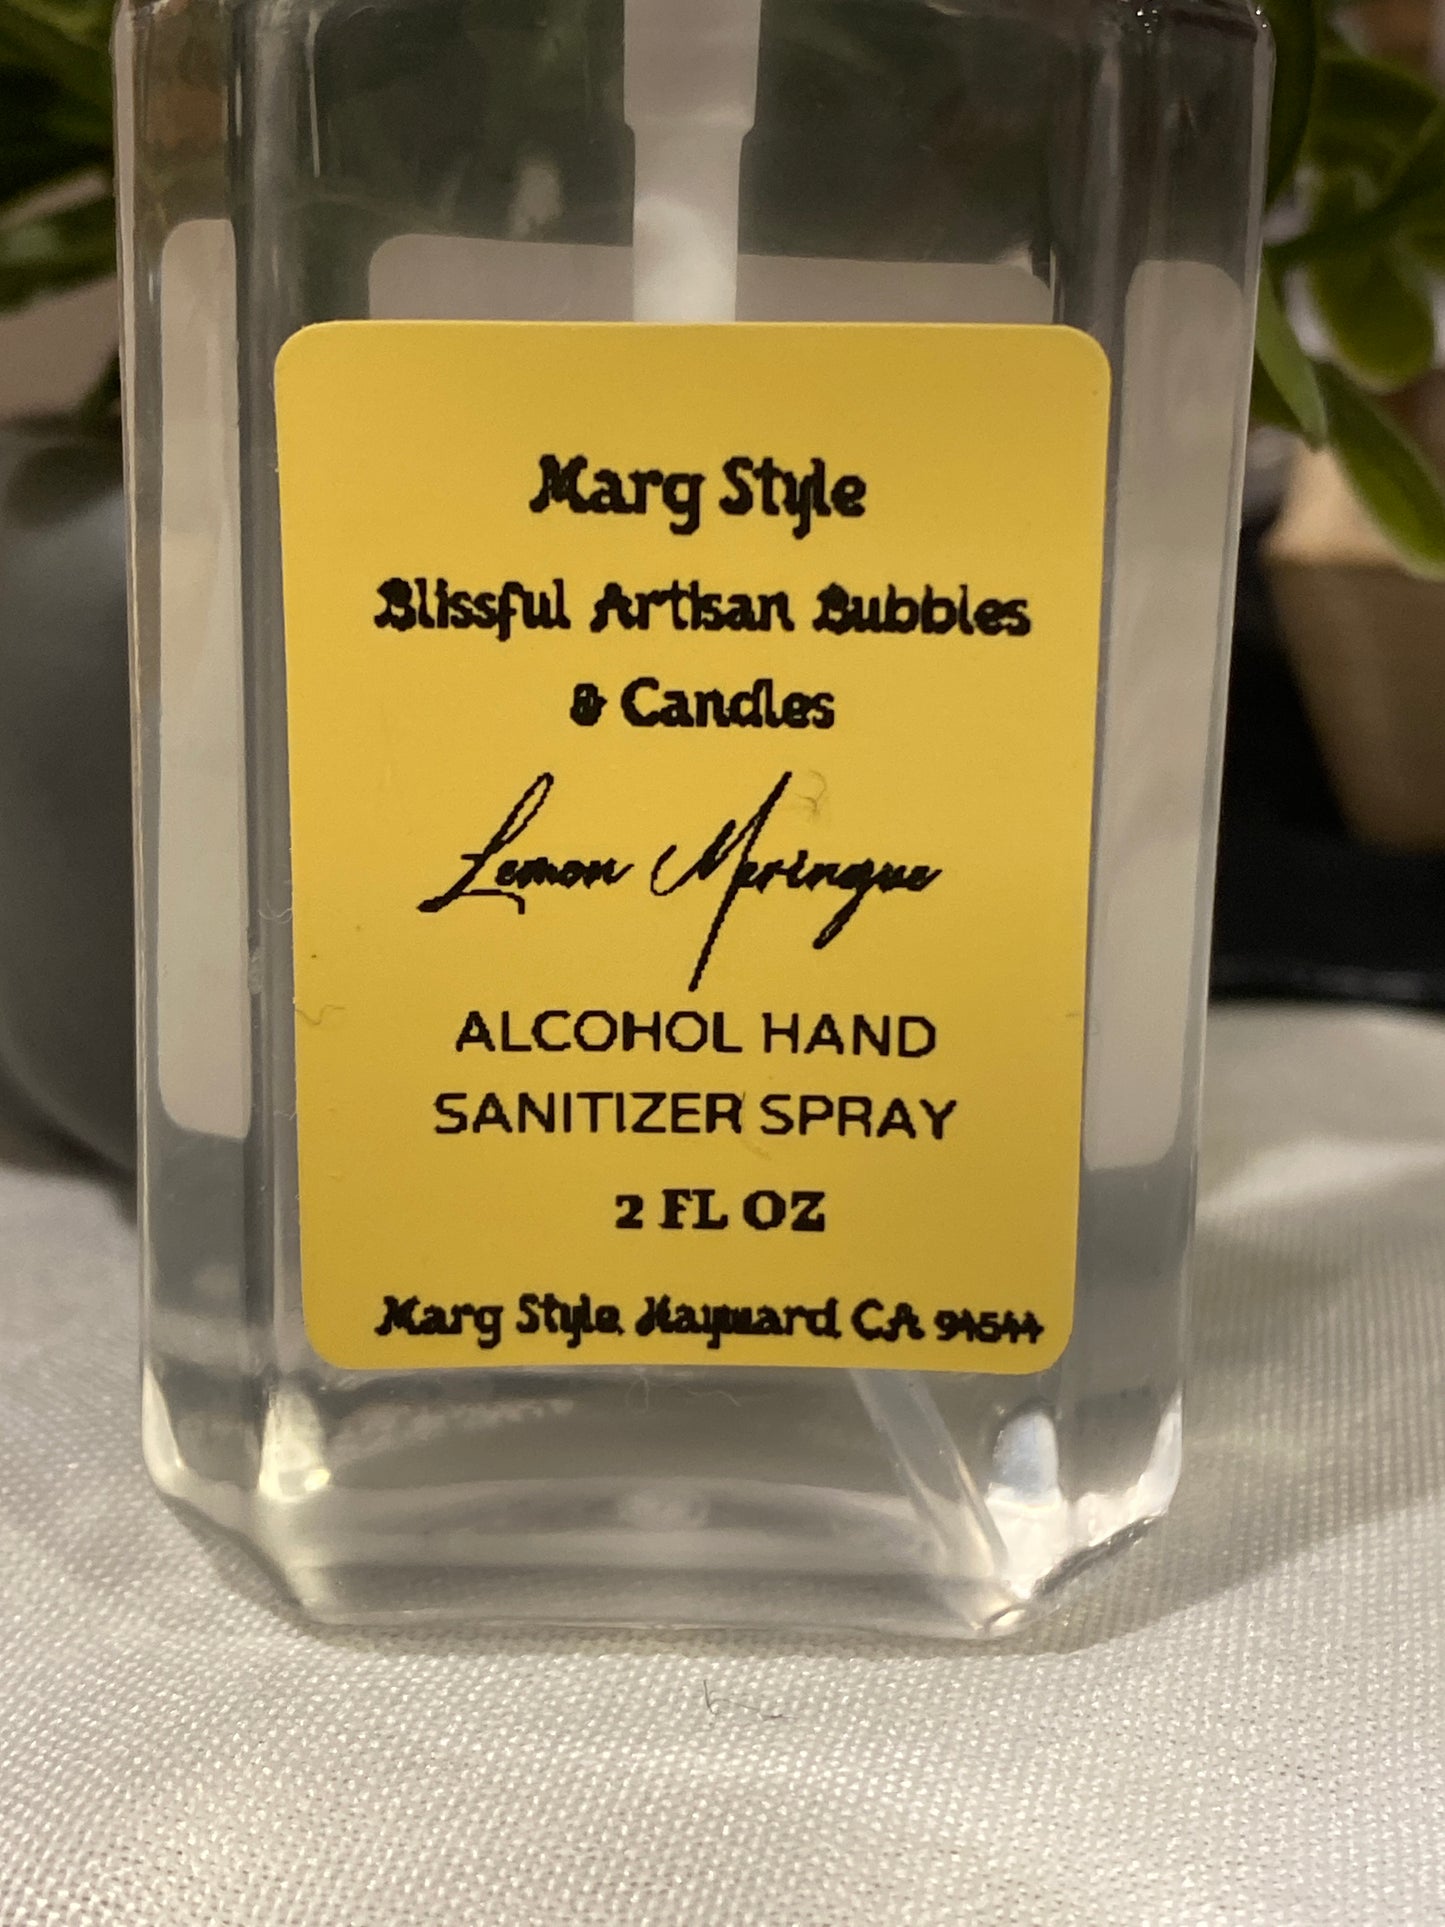 Marg Style
Blissful Artisan Bubbles
& Candles
Lemon Meringue
ALCOHOL HAND
SANITIZER SPRAY
2 FL OZ
Marg Style Hayward CA 94544